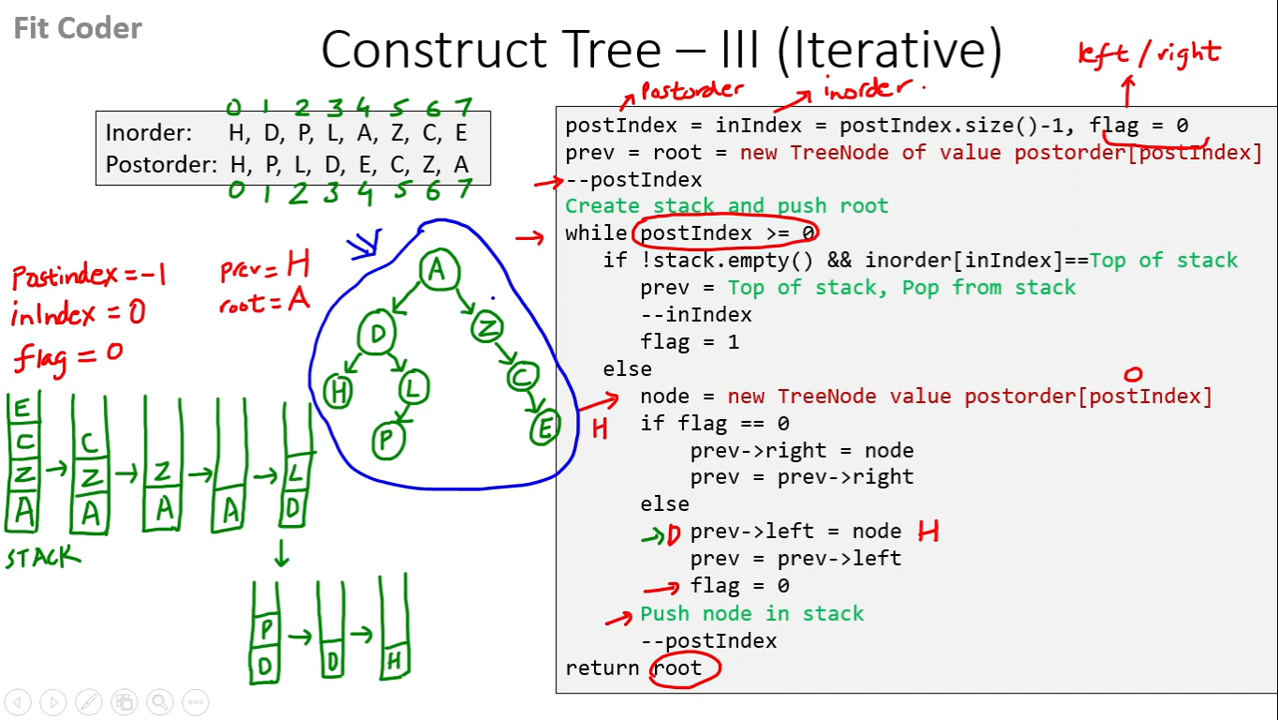 Fit Coder
Construct Tree – III (Iterative)
left / right
Postorder
inorder.
0 1 2 3 4 5 6 7
Inorder: H, D, P, L, A, Z, C, E
Postorder: H, P, L, D, E, C, Z, A
0 1 2 3 4 5 6 7
Postindex = -1
inIndex = 0
flag = 0
prev = H
root = A
A
D Z
H L C
P E
E
C
Z
A
C
Z
A
Z
A
A
L
D
STACK
P
D
D
H
postIndex = inIndex = postIndex.size()-1, flag = 0
prev = root = new TreeNode of value postorder[postIndex]
--postIndex
Create stack and push root
while postIndex >= 0
if !stack.empty() && inorder[inIndex]==Top of stack
prev = Top of stack, Pop from stack
--inIndex
flag = 1
else
0
node = new TreeNode value postorder[postIndex]
H
if flag == 0
prev->right = node
prev = prev->right
else
D prev->left = node H
prev = prev->left
flag = 0
Push node in stack
--postIndex
return root